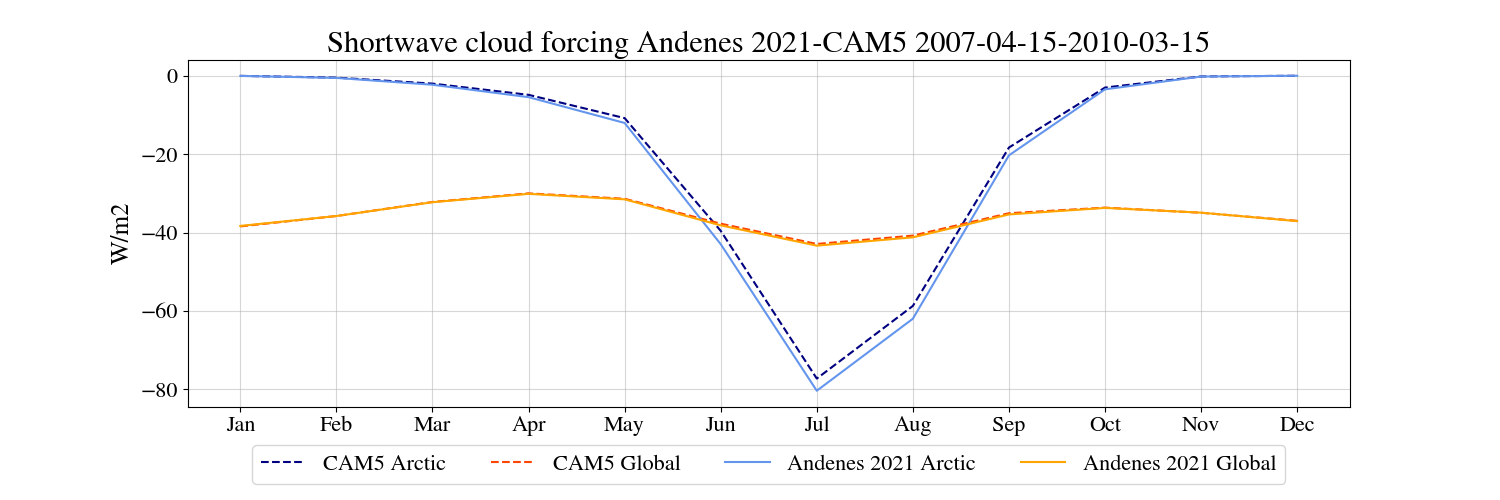 Shortwave cloud forcing Andenes 2021-CAM5 2007-04-15-2010-03-15
W/m2
0
−20
−40
−60
−80
Jan Feb Mar Apr May Jun Jul Aug Sep Oct Nov Dec
CAM5 Arctic CAM5 Global Andenes 2021 Arctic Andenes 2021 Global